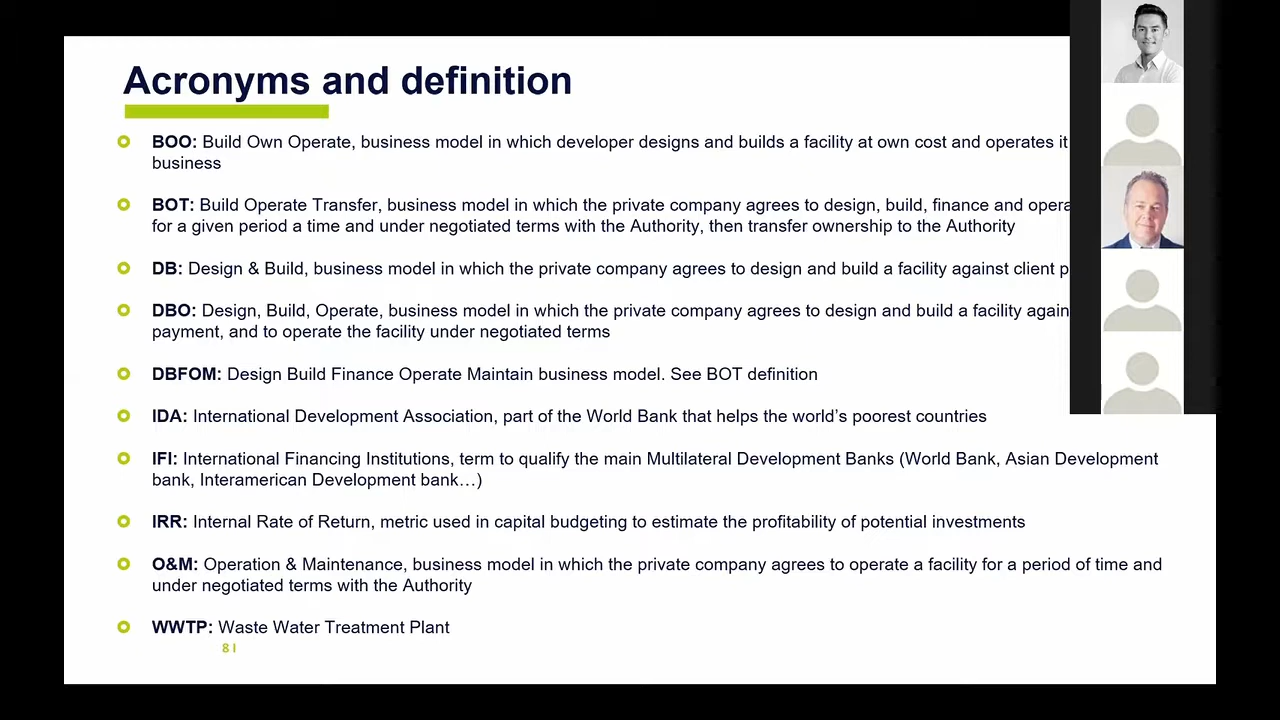 Acronyms and definition
BOO: Build Own Operate, business model in which developer designs and builds a facility at own cost and operates it
business
BOT: Build Operate Transfer, business model in which the private company agrees to design, build, finance and
for a given period a time and under negotiated terms with the Authority, then transfer ownership to the Authority
DB: Design & Build, business model in which the private company agrees to design and build a facility against client
DBO: Design, Build, Operate, business model in which the private company agrees to design and build a facility
payment, and to operate the facility under negotiated terms
DBFOM: Design Build Finance Operate Maintain business model. See BOT definition
IDA: International Development Association, part of the World Bank that helps the world’s poorest countries
IFI: International Financing Institutions, term to qualify the main Multilateral Development Banks (World Bank, Asian Development
bank, Interamerican Development bank…)
IRR: Internal Rate of Return, metric used in capital budgeting to estimate the profitability of potential investments
O&M: Operation & Maintenance, business model in which the private company agrees to operate a facility for a period of time and
under negotiated terms with the Authority
WWTP: Waste Water Treatment Plant
8 I